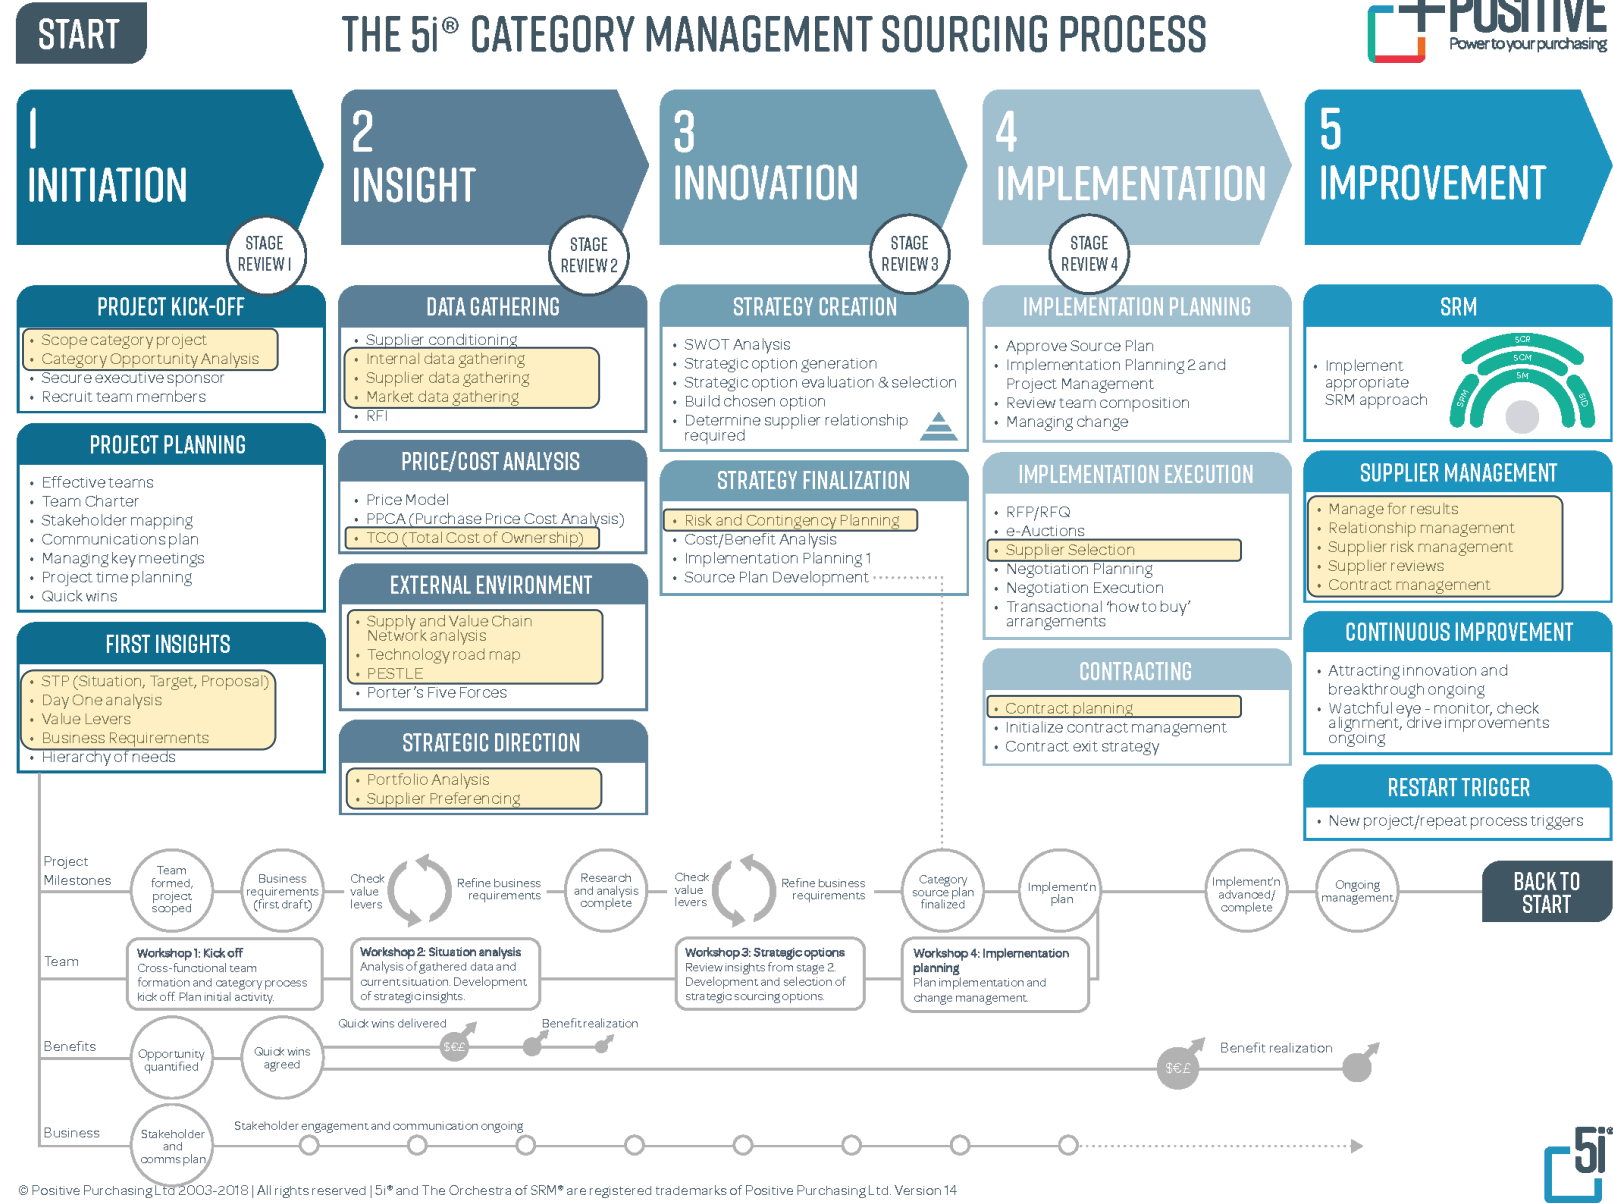 START
THE 5i® CATEGORY MANAGEMENT SOURCING PROCESS
POSITIVE
Power to your purchasing
1
INITIATION
STAGE
REVIEW 1
2
INSIGHT
STAGE
REVIEW 2
3
INNOVATION
STAGE
REVIEW 3
4
IMPLEMENTATION
STAGE
REVIEW 4
5
IMPROVEMENT
PROJECT KICK-OFF
• Scope category project
• Category Opportunity Analysis
• Secure executive sponsor
• Recruit team members
PROJECT PLANNING
• Effective teams
• Team Charter
• Stakeholder mapping
• Communications plan
• Managing key meetings
• Project time planning
• Quick wins
FIRST INSIGHTS
• STP (Situation, Target, Proposal)
• Day One analysis
• Value Levers
• Business Requirements
• Hierarchy of needs
DATA GATHERING
• Supplier conditioning
• Internal data gathering
• Supplier data gathering
• Market data gathering
• RFI
PRICE/COST ANALYSIS
• Price Model
• PPCA (Purchase Price Cost Analysis)
• TCO (Total Cost of Ownership)
EXTERNAL ENVIRONMENT
• Supply and Value Chain
Network analysis
• Technology road map
• PESTLE
• Porter's Five Forces
STRATEGIC DIRECTION
• Portfolio Analysis
• Supplier Preferencing
STRATEGY CREATION
• SWOT Analysis
• Strategic option generation
• Strategic option evaluation & selection
• Build chosen option
• Determine supplier relationship
required
STRATEGY FINALIZATION
• Risk and Contingency Planning
• Cost/Benefit Analysis
• Implementation Planning 1
• Source Plan Development
IMPLEMENTATION PLANNING
• Approve Source Plan
• Implementation Planning 2 and
Project Management
• Review team composition
• Managing change
IMPLEMENTATION EXECUTION
• RFP/RFQ
• e-Auctions
• Supplier Selection
• Negotiation Planning
• Negotiation Execution
• Transactional 'how to buy'
arrangements
CONTRACTING
• Contract planning
• Initialize contract management
• Contract exit strategy
SRM
• Implement
appropriate
SRM approach
SCR
SCM
SM
SRM
SID
SUPPLIER MANAGEMENT
• Manage for results
• Relationship management
• Supplier risk management
• Supplier reviews
• Contract management
CONTINUOUS IMPROVEMENT
• Attracting innovation and
breakthrough ongoing
• Watchful eye - monitor, check
alignment, drive improvements
ongoing
RESTART TRIGGER
• New project/repeat process triggers
Project
Milestones
Team
formed,
project
scoped
Business
requirements
(first draft)
Check
value
levers
Refine business
requirements
Research
and analysis
complete
Check
value
levers
Refine business
requirements
Category
source plan
finalized
Implement'n
plan
Implement'n
advanced/
complete
Ongoing
management
BACK TO
START
Team
Workshop 1: Kick off
Cross-functional team
formation and category process
kick off. Plan initial activity.
Workshop 2: Situation analysis
Analysis of gathered data and
current situation. Development
of strategic insights.
Workshop 3: Strategic options
Review insights from stage 2.
Development and selection of
strategic sourcing options.
Workshop 4: Implementation
planning
Plan implementation and
change management.
Benefits
Opportunity
quantified
Quick wins
agreed
Quick wins delivered
$€£
Benefit realization
$€£
Benefit realization
Business
Stakeholder
and
comms plan
Stakeholder engagement and communication ongoing
5i®
© Positive Purchasing Ltd 2003-2018 | All rights reserved | 5i® and The Orchestra of SRM® are registered trademarks of Positive Purchasing Ltd. Version 14